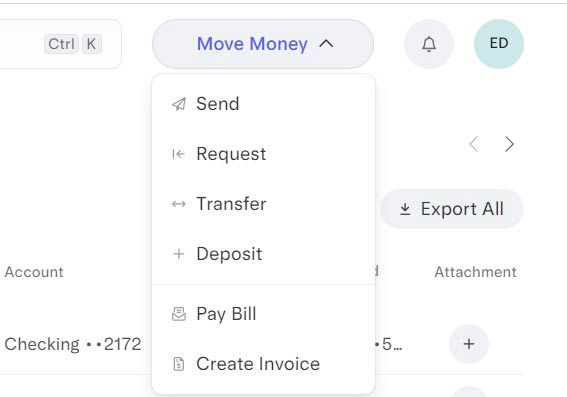 Ctrl K
Move Money
ED
Send
Request
Transfer
Export All
Deposit
Account
Attachment
Pay Bill
Checking ••2172
•5...
Create Invoice